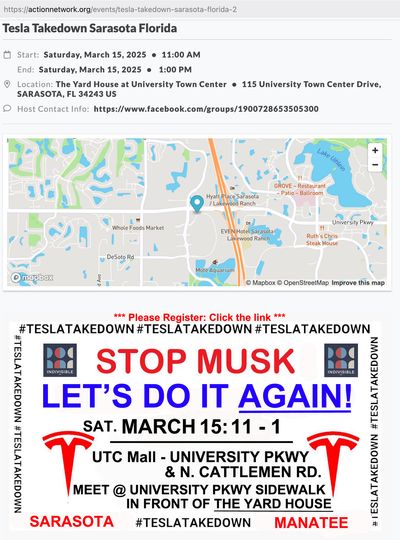 https://actionnetwork.org/events/tesla-takedown-sarasota-florida-2
Tesla Takedown Sarasota Florida
Start: Saturday, March 15, 2025 • 11:00 AM
End: Saturday, March 15, 2025 • 1:00 PM
Location: The Yard House at University Town Center • 115 University Town Center Drive,
SARASOTA, FL 34243 US
Host Contact Info: https://www.facebook.com/groups/1900728653505300
+
−
Lake Uihlein
GROVE – Restaurant
- Patio – Ballroom
Hyatt Place Sarasota
/ Lakewood Ranch
University Pkwy
Whole Foods Market
EVEN Hotel Sarasota
Lakewood Ranch
Ruth's Chris
Steak House
DeSoto Rd
Mote Aquarium
mapbox
© Mapbox © OpenStreetMap Improve this map
*** Please Register: Click the link ***
#TESLATAKEDOWN #TESLATAKEDOWN #TESLATAKEDOWN
#TESLATAKEDOWN #TESLATAKEDOWN
INDIVISIBLE
STOP MUSK
INDIVISIBLE
LET'S DO IT AGAIN!
SAT. MARCH 15: 11 - 1
UTC Mall - UNIVERSITY PKWY
& N. CATTLEMEN RD.
MEET @ UNIVERSITY PKWY SIDEWALK
IN FRONT OF THE YARD HOUSE
SARASOTA #TESLATAKEDOWN MANATEE
#TESLATAKEDOWN #TESLATAKEDOWN